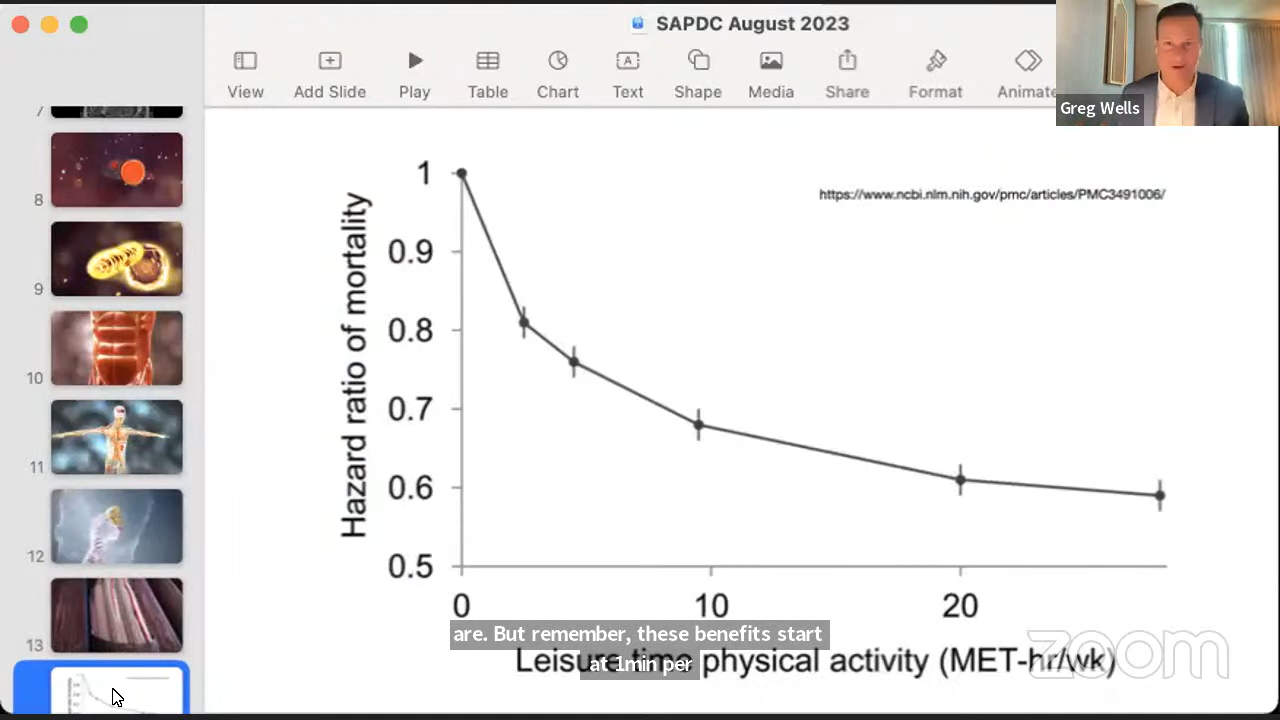 SAPDC August 2023
View
Add Slide
Play
Table
Chart
Text
Shape
Media
Share
Format
Animate
Greg Wells
7
8
9
10
11
12
13
https://www.ncbi.nlm.nih.gov/pmc/articles/PMC3491006/
Hazard ratio of mortality
1
0.9
0.8
0.7
0.6
0.5
0
10
20
are. But remember, these benefits start
at 1min per
Leisure time physical activity (MET-hr/wk)
zoom